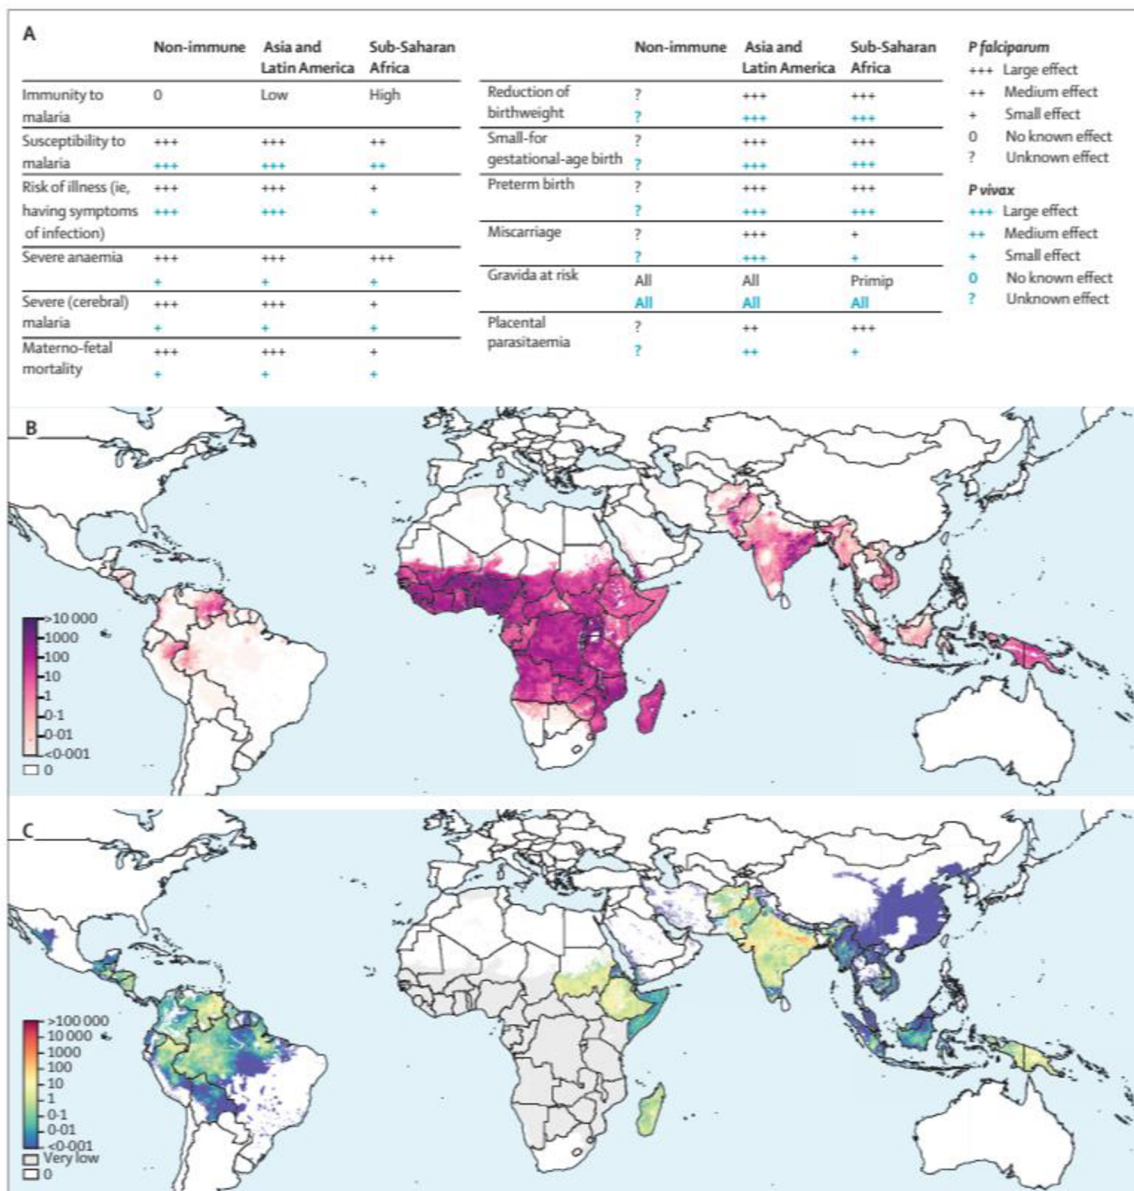 A
Non-immune Asia and Sub-Saharan
Latin America Africa
Immunity to 0 Low High
malaria
Susceptibility to +++ +++ ++
malaria +++ +++ ++
Risk of illness (ie, +++ +++ +
having symptoms +++ +++ +
of infection)
Severe anaemia +++ +++ +++
+ + +
Severe (cerebral) +++ +++ +
malaria + + +
Materno-fetal +++ +++ +
mortality + + +
Non-immune Asia and Sub-Saharan
Latin America Africa
Reduction of ? +++ +++
birthweight ? +++ +++
Small-for ? +++ +++
gestational-age birth ? +++ +++
Preterm birth ? +++ +++
? +++ +++
Miscarriage ? +++ +
? +++ +
Gravida at risk All All Primip
All All All
Placental ? ++ +++
parasitaemia ? ++ +
P falciparum
+++ Large effect
++ Medium effect
+ Small effect
0 No known effect
? Unknown effect
P vivax
+++ Large effect
++ Medium effect
+ Small effect
0 No known effect
? Unknown effect
B
>10 000
1000
100
10
1
0·1
0·01
<0·001
0
C
>100 000
10 000
1000
100
10
1
0·1
0·01
<0·001
Very low
0